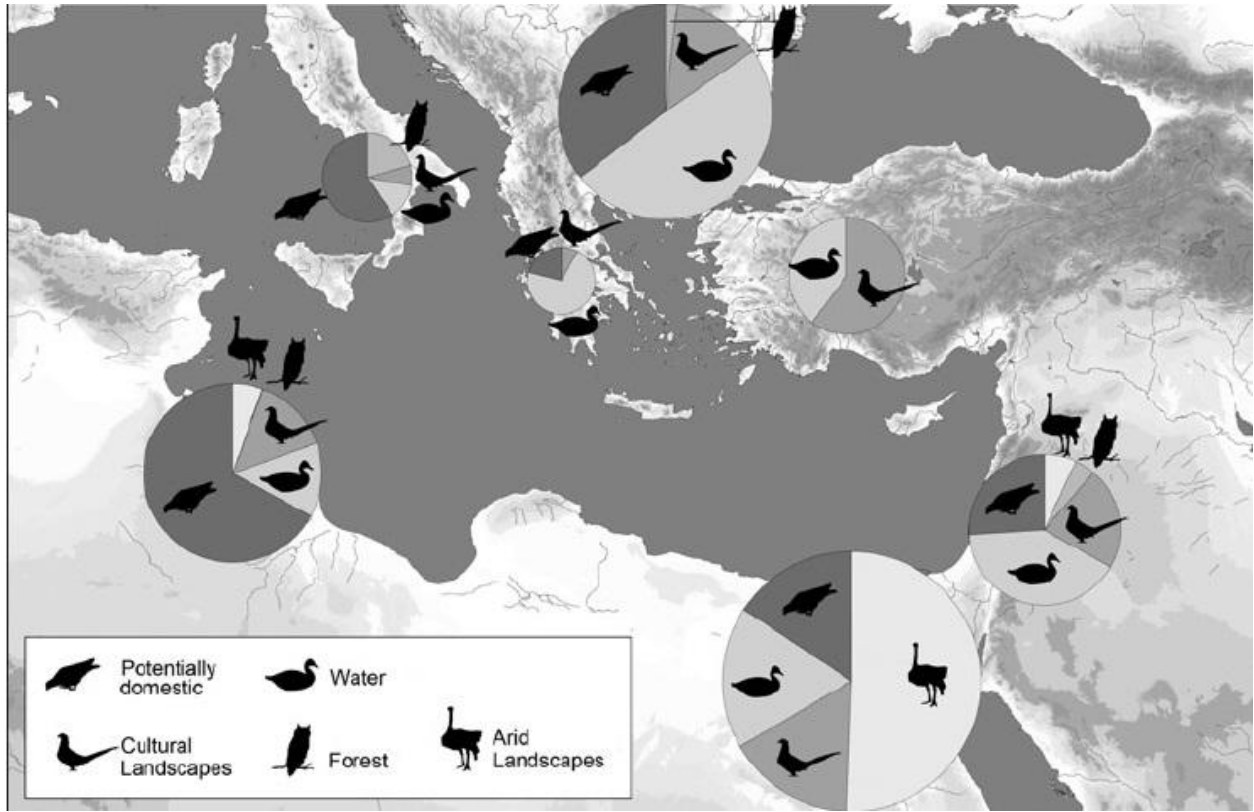 Potentially
domestic
Water
Cultural
Landscapes
Forest
Arid
Landscapes